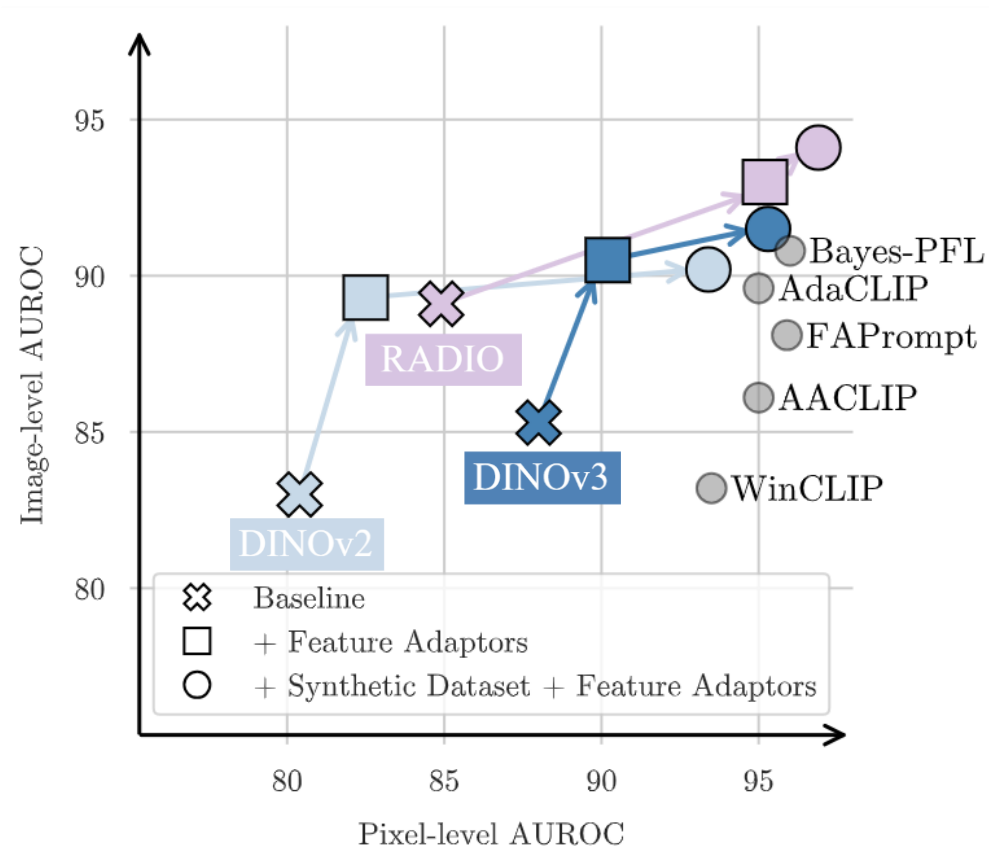 95
90
85
80
Image-level AUROC
Bayes-PFL
AdaCLIP
FAPrompt
RADIO
AACLIP
DINOv3
WinCLIP
DINOv2
Baseline
+ Feature Adaptors
+ Synthetic Dataset + Feature Adaptors
80 85 90 95
Pixel-level AUROC